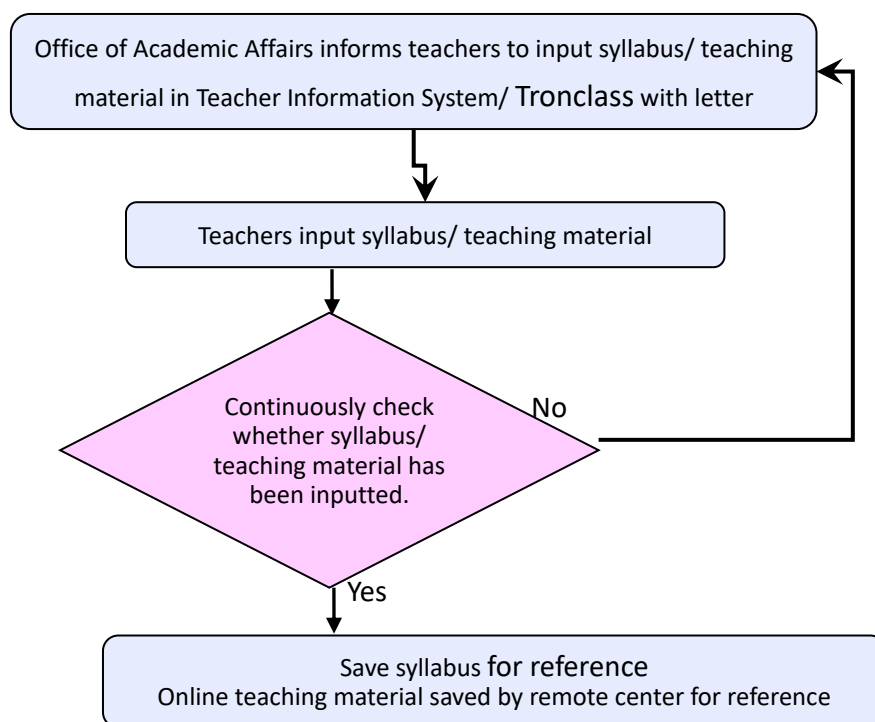 Office of Academic Affairs informs teachers to input syllabus/ teaching
material in Teacher Information System/ Tronclass with letter
Teachers input syllabus/ teaching material
Continuously check
whether syllabus/
teaching material has
been inputted.
No
Yes
Save syllabus for reference
Online teaching material saved by remote center for reference